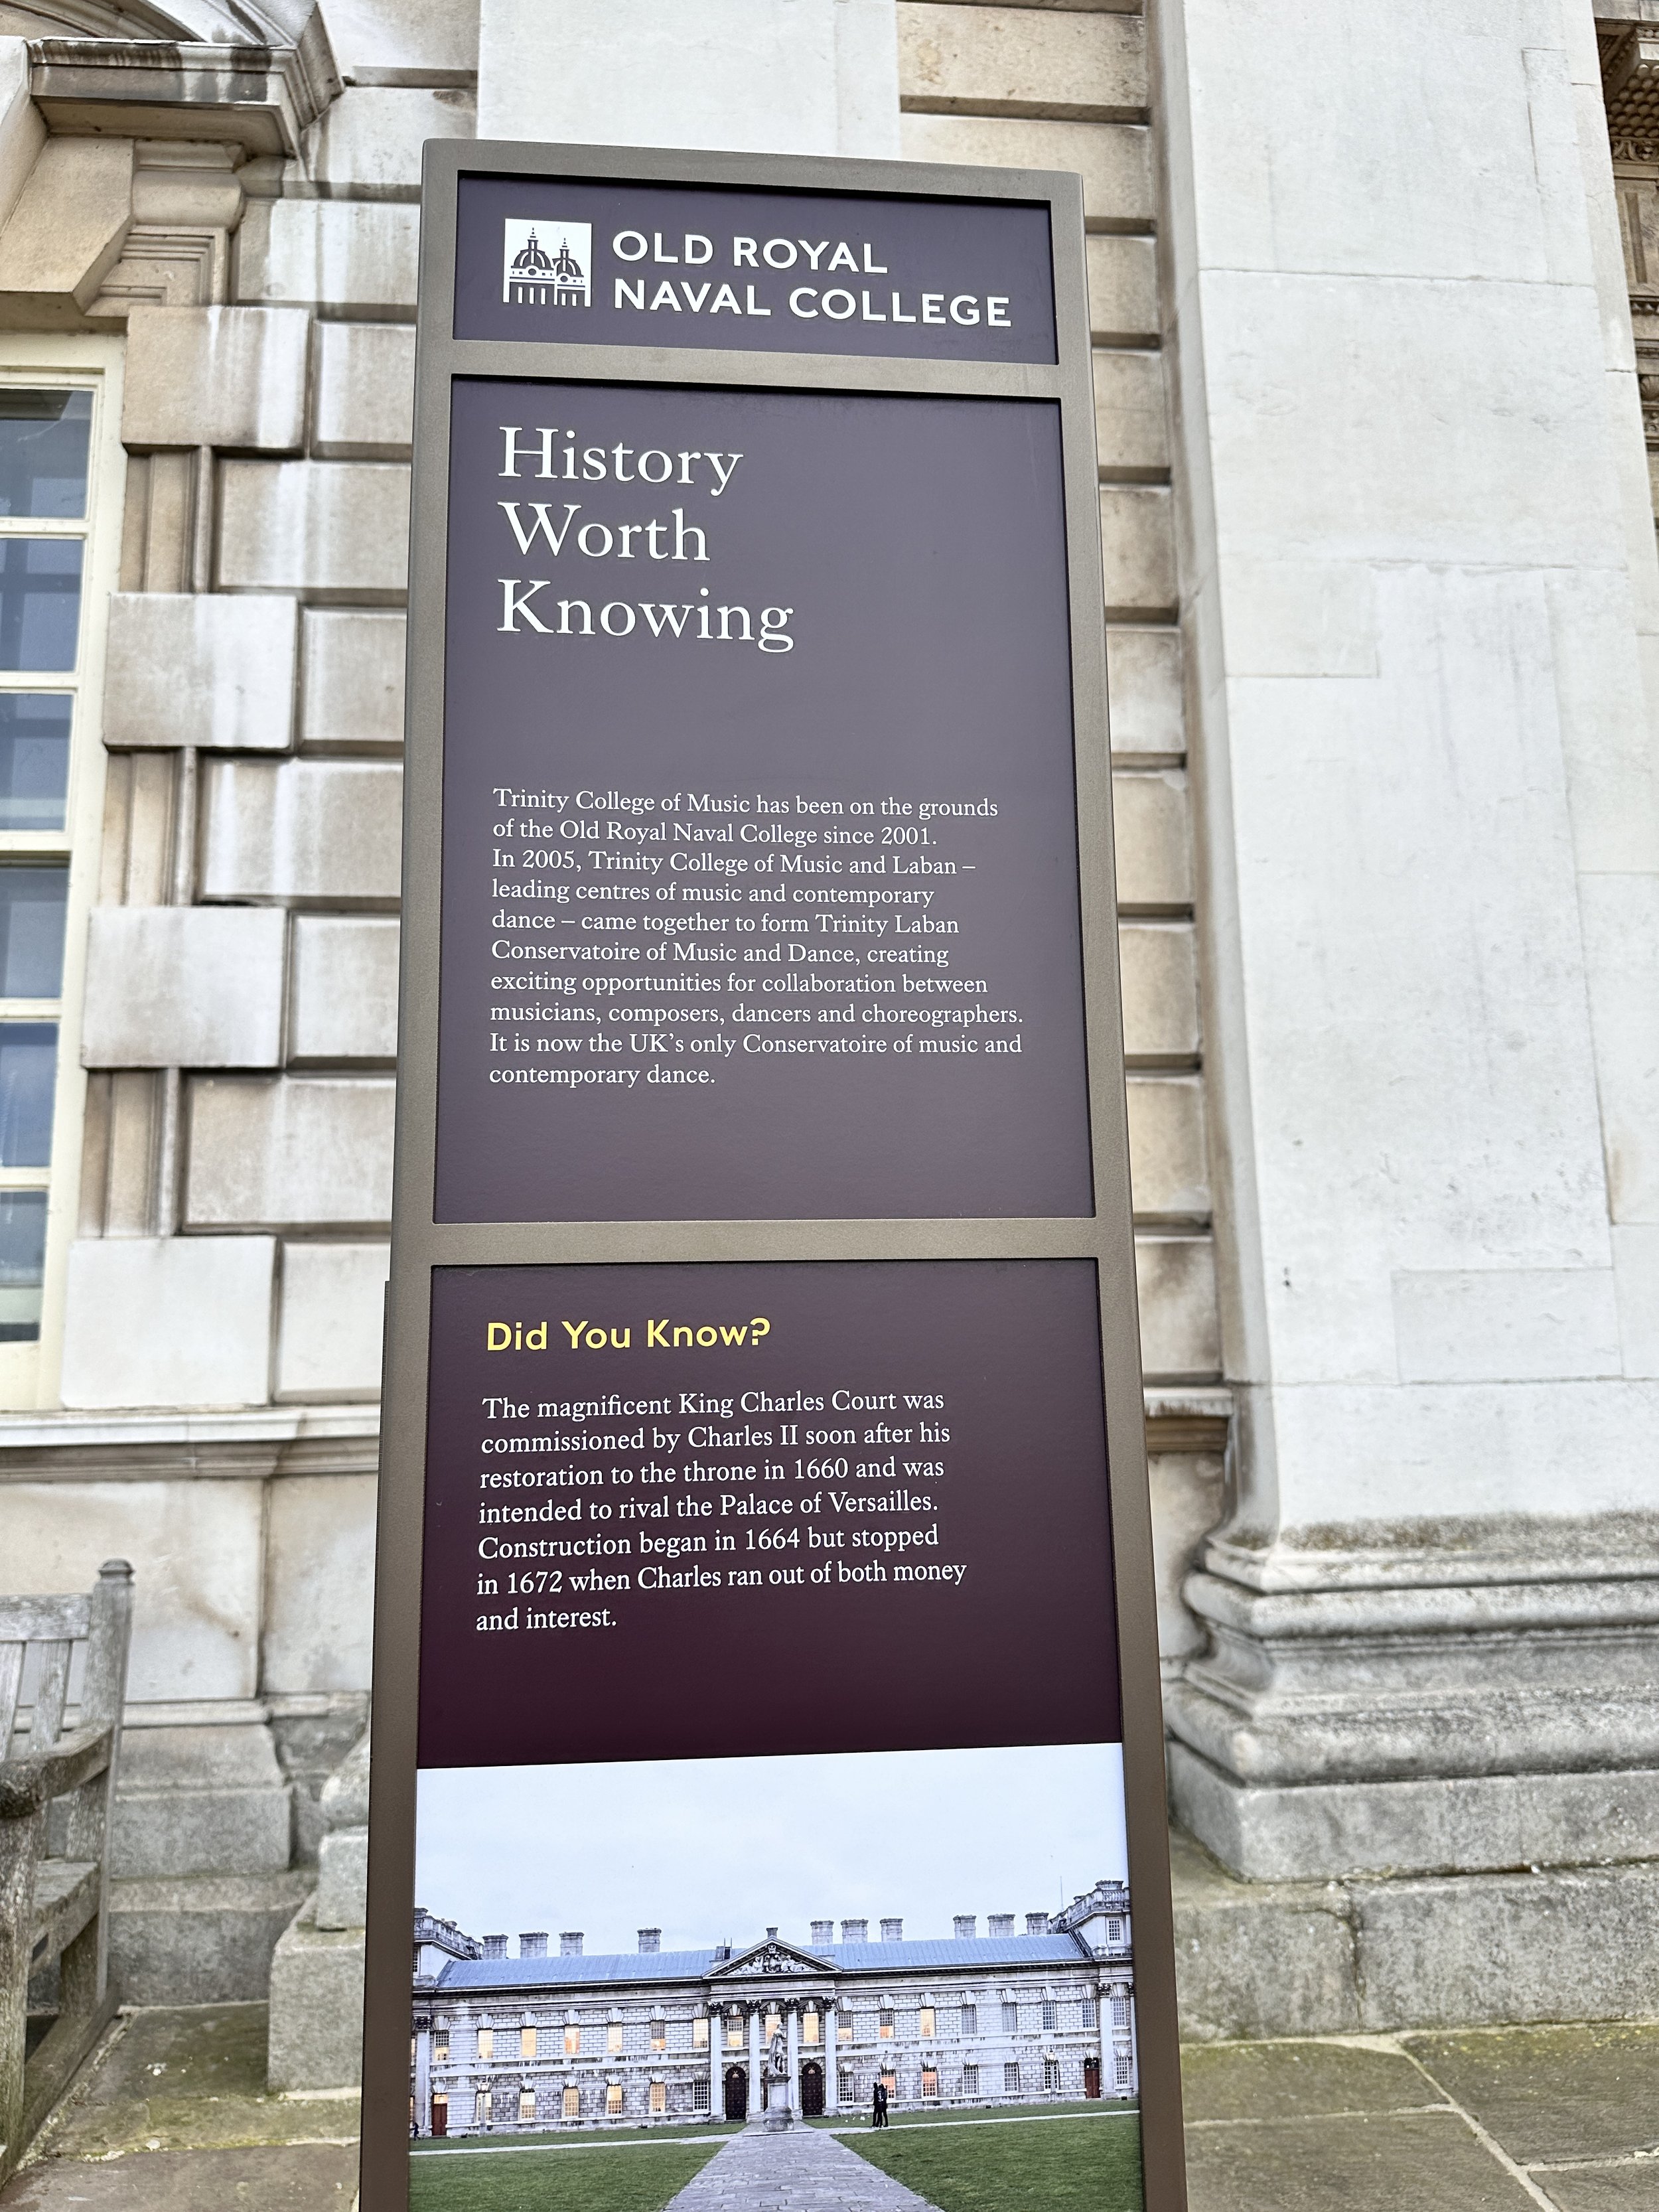 OLD ROYAL
NAVAL COLLEGE
History
Worth
Knowing
Trinity College of Music has been on the grounds
of the Old Royal Naval College since 2001.
In 2005, Trinity College of Music and Laban –
leading centres of music and contemporary
dance – came together to form Trinity Laban
Conservatoire of Music and Dance, creating
exciting opportunities for collaboration between
musicians, composers, dancers and choreographers.
It is now the UK’s only Conservatoire of music and
contemporary dance.
Did You Know?
The magnificent King Charles Court was
commissioned by Charles II soon after his
restoration to the throne in 1660 and was
intended to rival the Palace of Versailles.
Construction began in 1664 but stopped
in 1672 when Charles ran out of both money
and interest.